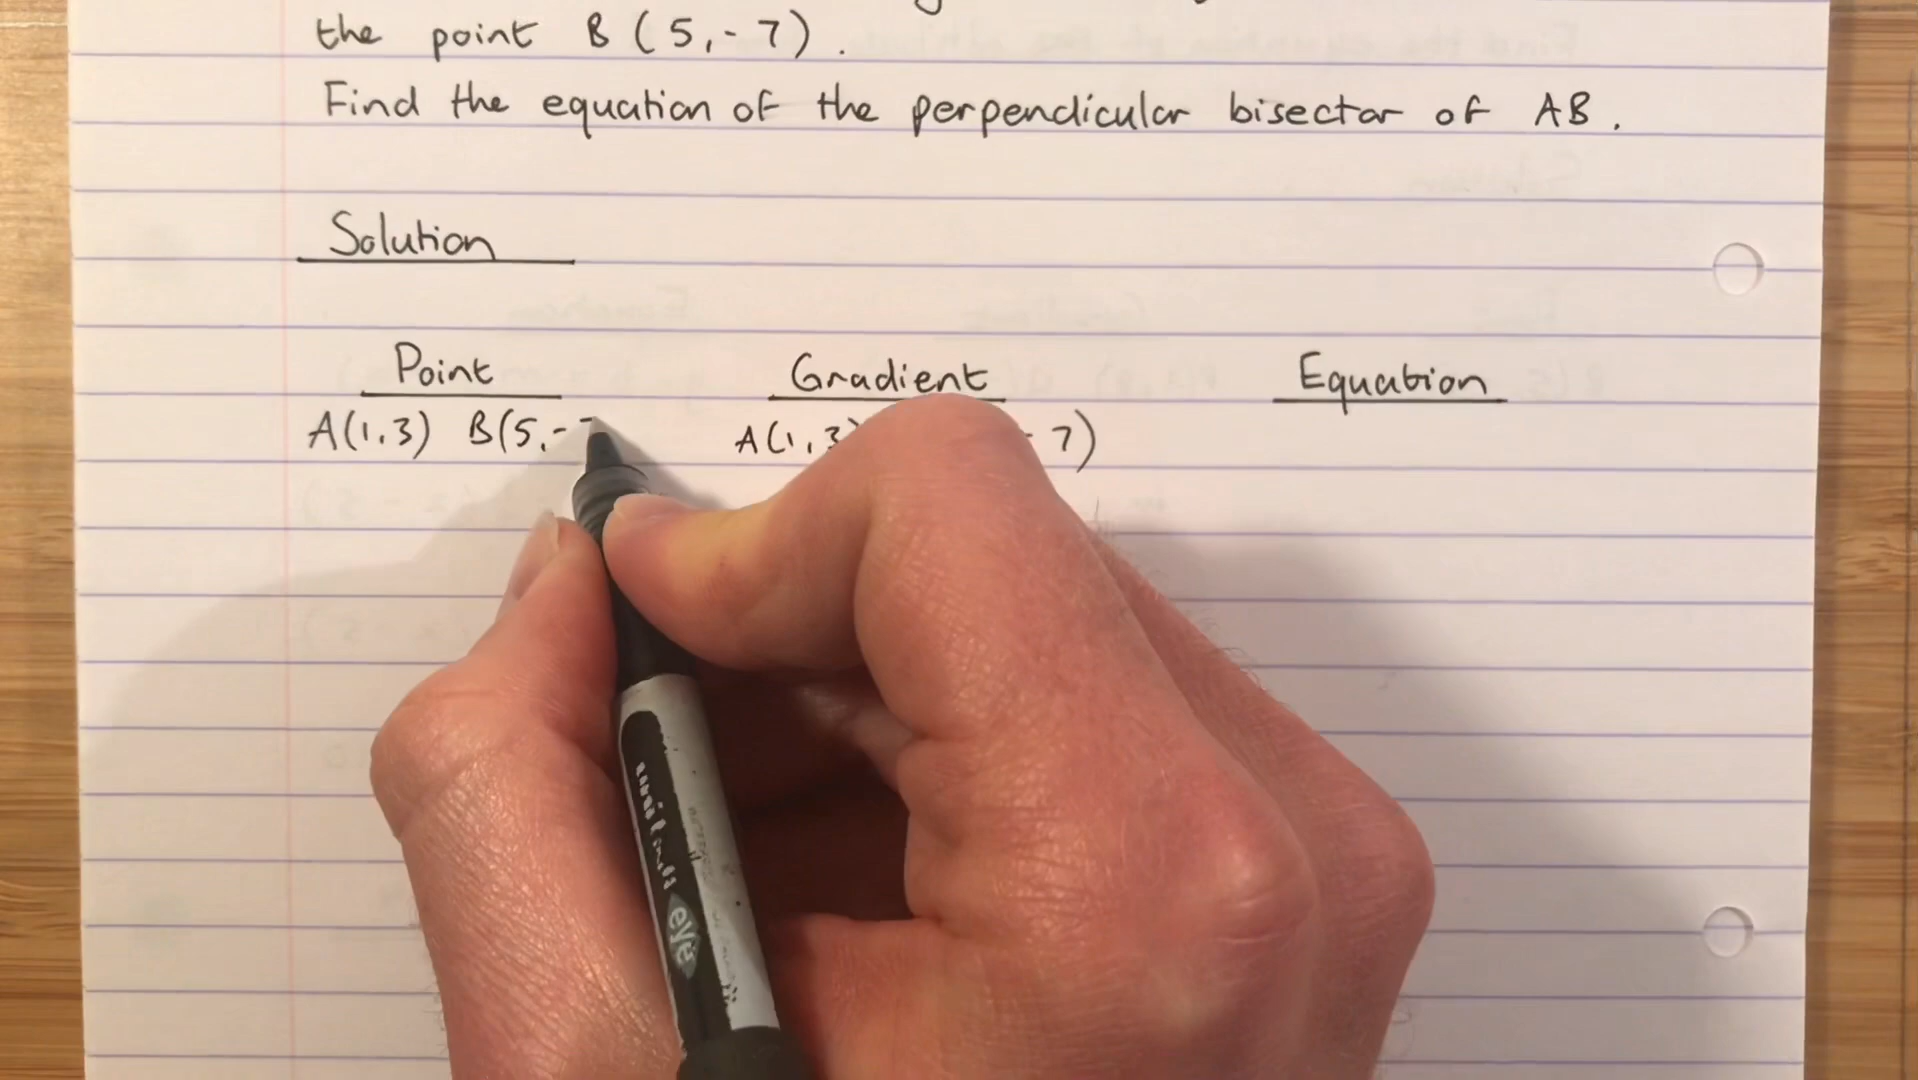 the point B (5,-7).
Find the equation of the perpendicular bisector of AB.
Solution
Point Gradient Equation
A(1,3) B(5,- A(1,3) 7)
eye